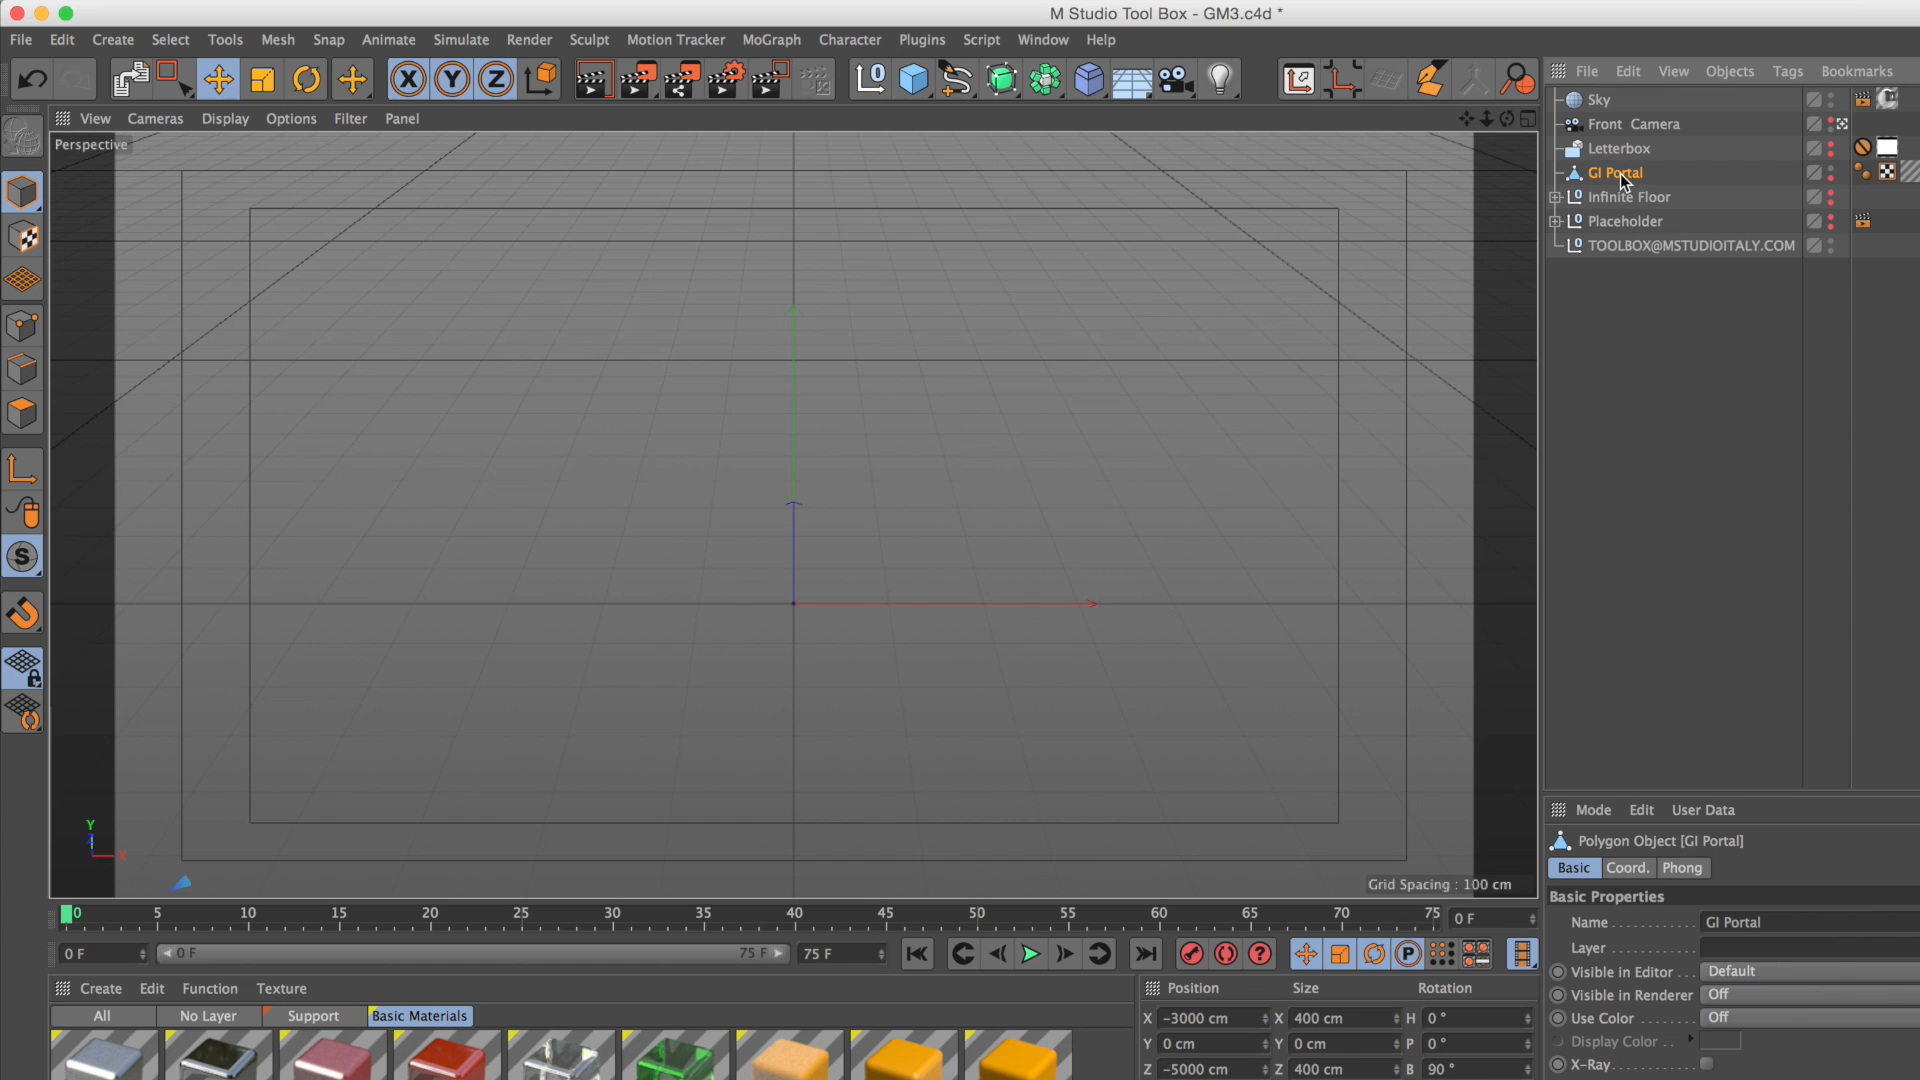 M Studio Tool Box - GM3.c4d *
File Edit Create Select Tools Mesh Snap Animate Simulate Render Sculpt Motion Tracker MoGraph Character Plugins Script Window Help
X Y Z
File Edit View Objects Tags Bookmarks
View Cameras Display Options Filter Panel
Perspective
Sky
Front Camera
Letterbox
GI Portal
Infinite Floor
Placeholder
TOOLBOX@MSTUDIOITALY.COM
S
Y
Z
X
Grid Spacing : 100 cm
Mode Edit User Data
Polygon Object [GI Portal]
Basic Coord. Phong
Basic Properties
Name GI Portal
Layer
Visible in Editor Default
Visible in Renderer Off
Use Color Off
Display Color
X-Ray
0 5 10 15 20 25 30 35 40 45 50 55 60 65 70 75 0 F
0 F 0 F 75 F 75 F
P
Create Edit Function Texture
All No Layer Support Basic Materials
Position Size Rotation
X -3000 cm X 400 cm H 0 °
Y 0 cm Y 0 cm P 0 °
Z -5000 cm Z 400 cm B 90 °